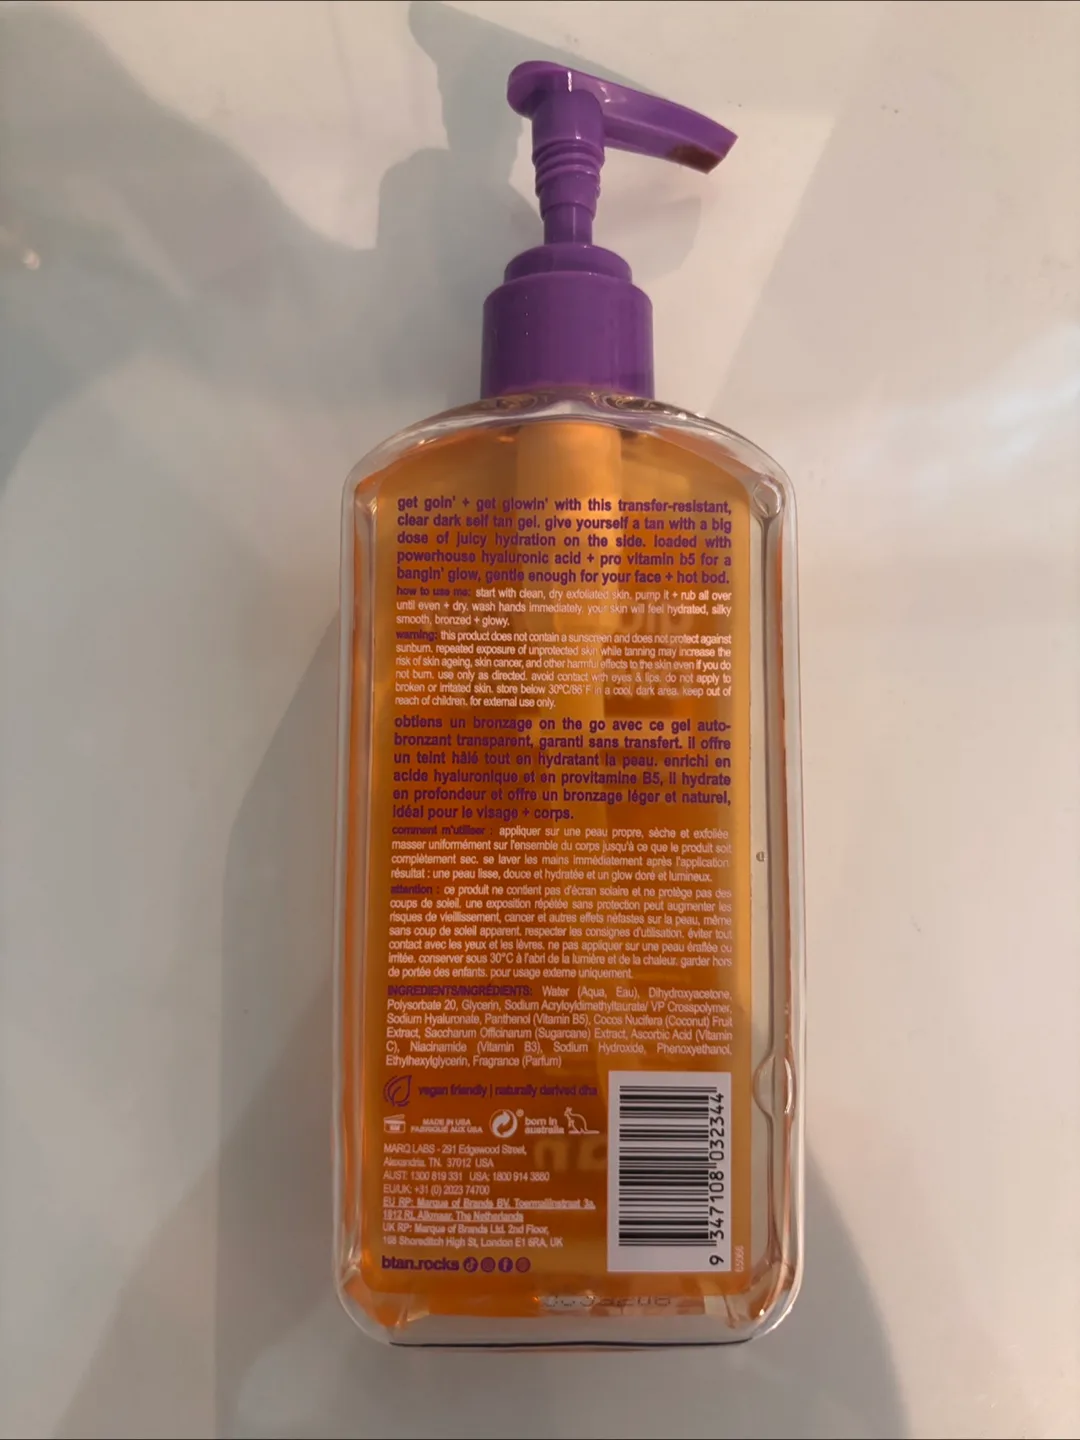 get goin' + get glowin' with this transfer-resistant,
clear dark self tan gel. give yourself a tan with a big
dose of juicy hydration on the side. loaded with
powerhouse hyaluronic acid + pro vitamin b5 for a
bangin' glow, gentle enough for your face + hot bod.
how to use me: start with clean, dry exfoliated skin. pump it + rub all over
until even + dry. wash hands immediately. your skin will feel hydrated, silky
smooth, bronzed + glowy.
warning: this product does not contain a sunscreen and does not protect against
sunburn. repeated exposure of unprotected skin while tanning may increase the
risk of skin ageing, skin cancer, and other harmful effects to the skin even if you do
not burn. use only as directed. avoid contact with eyes & lips. do not apply to
broken or irritated skin. store below 30°C/86°F in a cool, dark area. keep out of
reach of children. for external use only.
obtiens un bronzage on the go avec ce gel auto-
bronzant transparent, garanti sans transfert. il offre
un teint hâlé tout en hydratant la peau. enrichi en
acide hyaluronique et en provitamine B5, il hydrate
en profondeur et offre un bronzage léger et naturel,
idéal pour le visage + corps.
comment m'utiliser : appliquer sur une peau propre, sèche et exfoliée.
masser uniformément sur l'ensemble du corps jusqu'à ce que le produit soit
complètement sec. se laver les mains immédiatement après l'application.
résultat : une peau lisse, douce et hydratée et un glow doré et lumineux.
attention : ce produit ne contient pas d'écran solaire et ne protège pas des
coups de soleil. une exposition répétée sans protection peut augmenter les
risques de vieillissement, cancer et autres effets néfastes sur la peau, même
sans coup de soleil apparent. respecter les consignes d'utilisation. éviter tout
contact avec les yeux et les lèvres. ne pas appliquer sur une peau éraflée ou
irritée. conserver sous 30°C à l'abri de la lumière et de la chaleur. garder hors
de portée des enfants. pour usage externe uniquement.
INGREDIENTS/INGRÉDIENTS: Water (Aqua, Eau), Dihydroxyacetone,
Polysorbate 20, Glycerin, Sodium Acryloyldimethyltaurate/ VP Crosspolymer,
Sodium Hyaluronate, Panthenol (Vitamin B5), Cocos Nucifera (Coconut) Fruit
Extract, Saccharum Officinarum (Sugarcane) Extract, Ascorbic Acid (Vitamin
C), Niacinamide (Vitamin B3), Sodium Hydroxide, Phenoxyethanol,
Ethylhexylglycerin, Fragrance (Parfum)
vegan friendly | naturally derived dha
MADE IN USA
FABRIQUÉ AUX USA
born in
australia
MARQ LABS - 291 Edgewood Street,
Alexandria. TN. 37012 USA
AUST: 1300 819 331 USA: 1800 914 3880
EU/UK: +31 (0) 2023 74700
EU RP: Marque of Brands BV. Toermalijnstraat 3a,
1812 RL Alkmaar. The Netherlands
UK RP: Marque of Brands Ltd. 2nd Floor,
168 Shoreditch High St, London E1 6RA, UK
btan.rocks
9 347108 032344